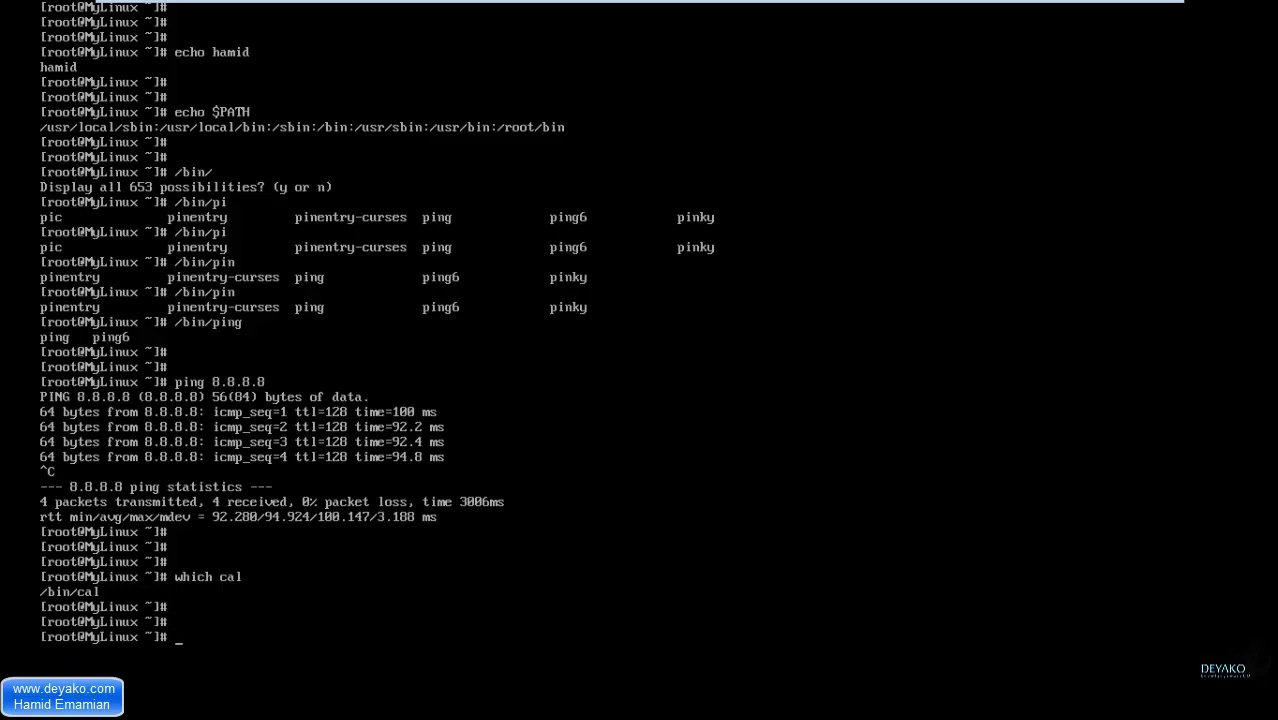 [root@MyLinux ~]#
[root@MyLinux ~]#
[root@MyLinux ~]#
[root@MyLinux ~]# echo hamid
hamid
[root@MyLinux ~]#
[root@MyLinux ~]#
[root@MyLinux ~]# echo $PATH
/usr/local/sbin:/usr/local/bin:/sbin:/bin:/usr/sbin:/usr/bin:/root/bin
[root@MyLinux ~]#
[root@MyLinux ~]#
[root@MyLinux ~]# /bin/
Display all 653 possibilities? (y or n)
[root@MyLinux ~]# /bin/pi
pic pinentry pinentry-curses ping ping6 pinky
[root@MyLinux ~]# /bin/pi
pic pinentry pinentry-curses ping ping6 pinky
[root@MyLinux ~]# /bin/pin
pinentry pinentry-curses ping ping6 pinky
[root@MyLinux ~]# /bin/pin
pinentry pinentry-curses ping ping6 pinky
[root@MyLinux ~]# /bin/ping
ping ping6
[root@MyLinux ~]#
[root@MyLinux ~]#
[root@MyLinux ~]# ping 8.8.8.8
PING 8.8.8.8 (8.8.8.8) 56(84) bytes of data.
64 bytes from 8.8.8.8: icmp_seq=1 ttl=128 time=100 ms
64 bytes from 8.8.8.8: icmp_seq=2 ttl=128 time=92.2 ms
64 bytes from 8.8.8.8: icmp_seq=3 ttl=128 time=92.4 ms
64 bytes from 8.8.8.8: icmp_seq=4 ttl=128 time=94.8 ms
^C
--- 8.8.8.8 ping statistics ---
4 packets transmitted, 4 received, 0% packet loss, time 3006ms
rtt min/avg/max/mdev = 92.280/94.924/100.147/3.188 ms
[root@MyLinux ~]#
[root@MyLinux ~]#
[root@MyLinux ~]#
[root@MyLinux ~]# which cal
/bin/cal
[root@MyLinux ~]#
[root@MyLinux ~]#
[root@MyLinux ~]# _
DEYAKO
www.deyako.com
Hamid Emamian